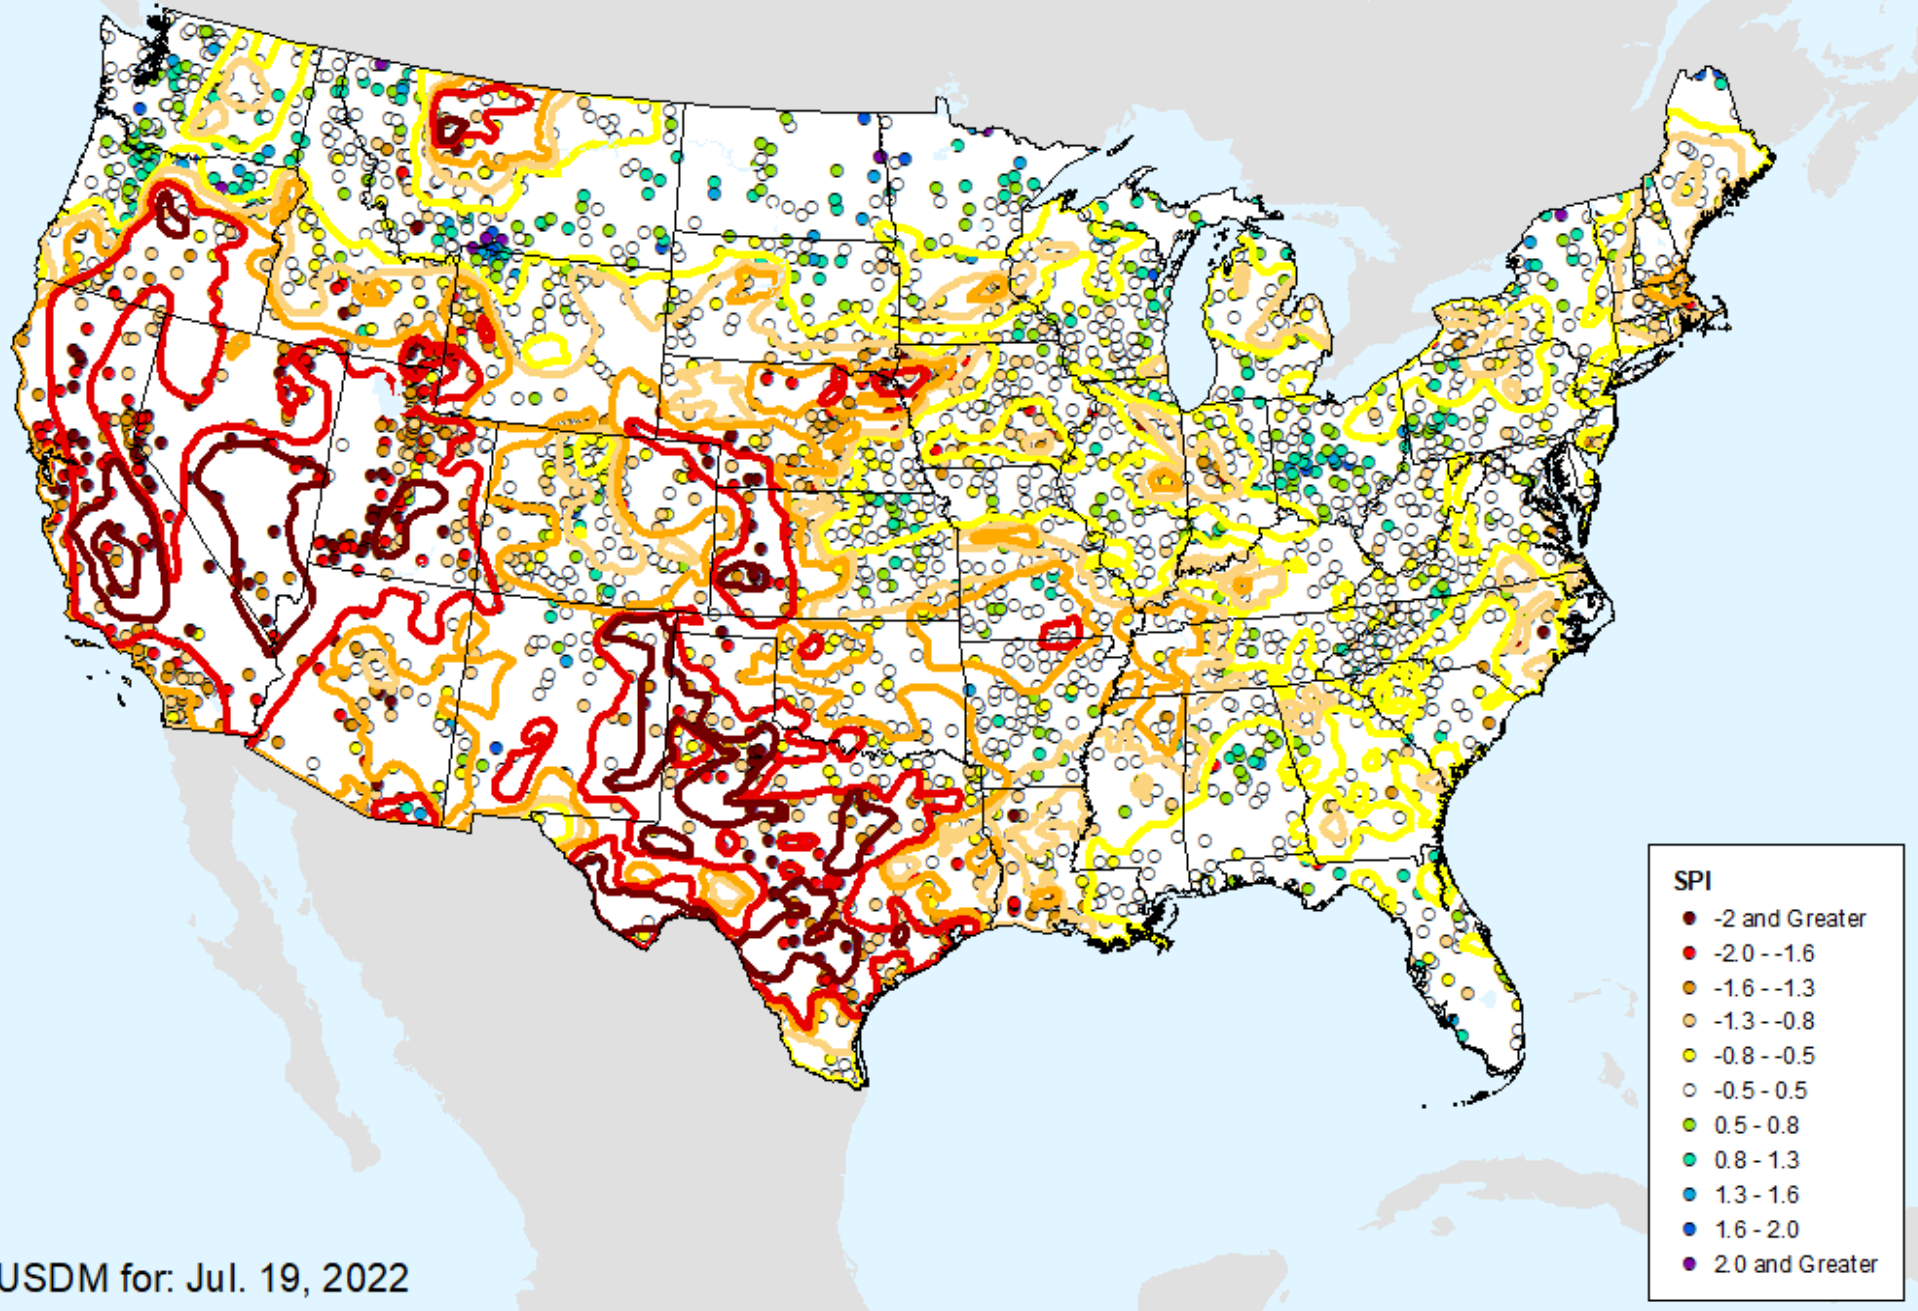 SPI
-2 and Greater
-2.0 - -1.6
-1.6 - -1.3
-1.3 - -0.8
-0.8 - -0.5
-0.5 - 0.5
0.5 - 0.8
0.8 - 1.3
1.3 - 1.6
1.6 - 2.0
2.0 and Greater
USDM for: Jul. 19, 2022